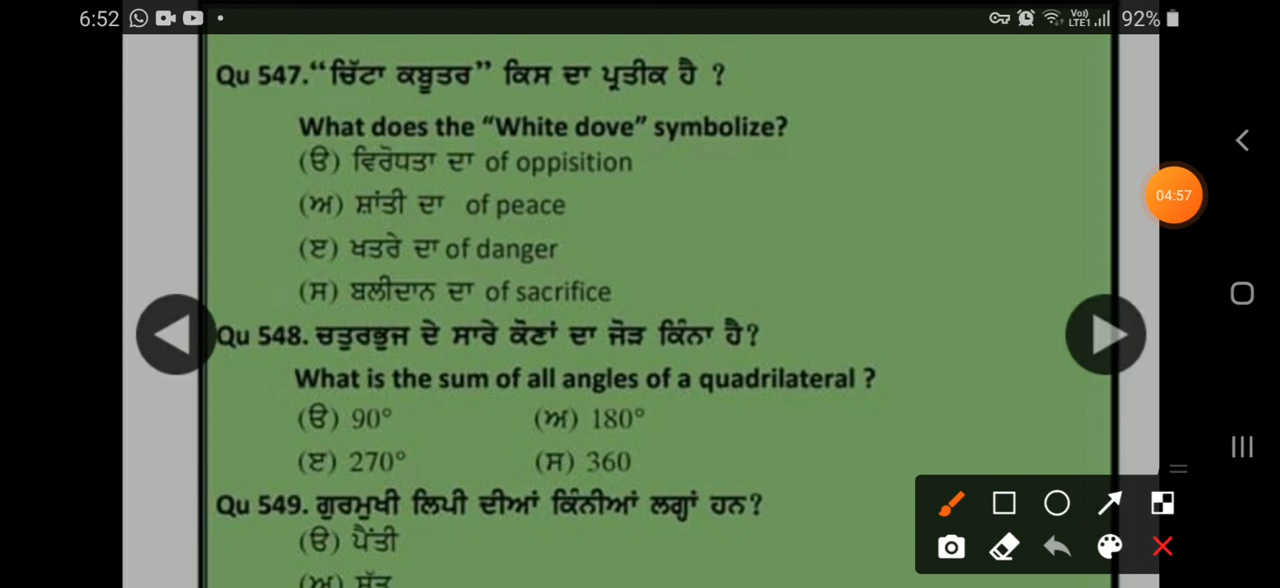 6:52
Vo))
LTE1
92%
Qu 547.“ਚਿੱਟਾ ਕਬੂਤਰ” ਕਿਸ ਦਾ ਪ੍ਰਤੀਕ ਹੈ ?
What does the “White dove” symbolize?
(ੳ) ਵਿਰੋਧਤਾ ਦਾ of oppisition
(ਅ) ਸ਼ਾਂਤੀ ਦਾ of peace
(ੲ) ਖਤਰੇ ਦਾ of danger
(ਸ) ਬਲੀਦਾਨ ਦਾ of sacrifice
04:57
Qu 548. ਚਤੁਰਭੁਜ ਦੇ ਸਾਰੇ ਕੋਣਾਂ ਦਾ ਜੋੜ ਕਿੰਨਾ ਹੈ?
What is the sum of all angles of a quadrilateral ?
(ੳ) 90° (ਅ) 180°
(ੲ) 270° (ਸ) 360
Qu 549. ਗੁਰਮੁਖੀ ਲਿਪੀ ਦੀਆਂ ਕਿੰਨੀਆਂ ਲਗ੍ਹਾਂ ਹਨ?
(ੳ) ਪੈਂਤੀ
(ਅ) ਸੱਤ